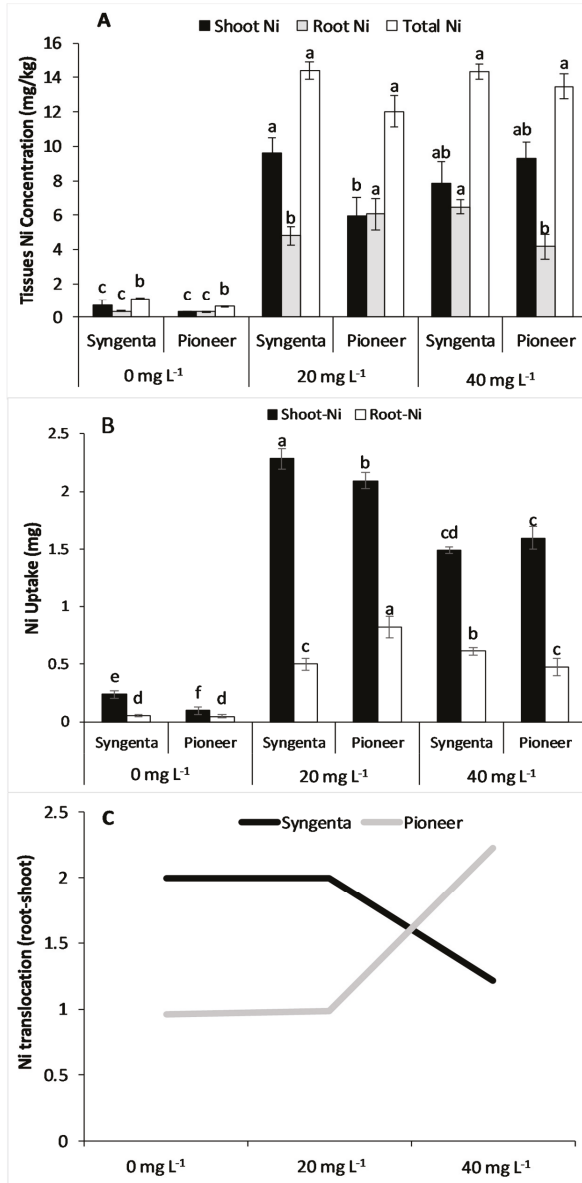 A
Shoot Ni Root Ni Total Ni
Tissues Ni Concentration (mg/kg)
16
14
12
10
8
6
4
2
0
c c b
c c b
a b a
b a a
ab a a
ab b a
Syngenta Pioneer Syngenta Pioneer Syngenta Pioneer
0 mg L-1 20 mg L-1 40 mg L-1
B
Shoot-Ni Root-Ni
Ni Uptake (mg)
2.5
2
1.5
1
0.5
0
e d
f d
a c
b a
cd b
c c
Syngenta Pioneer Syngenta Pioneer Syngenta Pioneer
0 mg L-1 20 mg L-1 40 mg L-1
C
Syngenta Pioneer
Ni translocation (root-shoot)
2.5
2
1.5
1
0.5
0
0 mg L-1 20 mg L-1 40 mg L-1